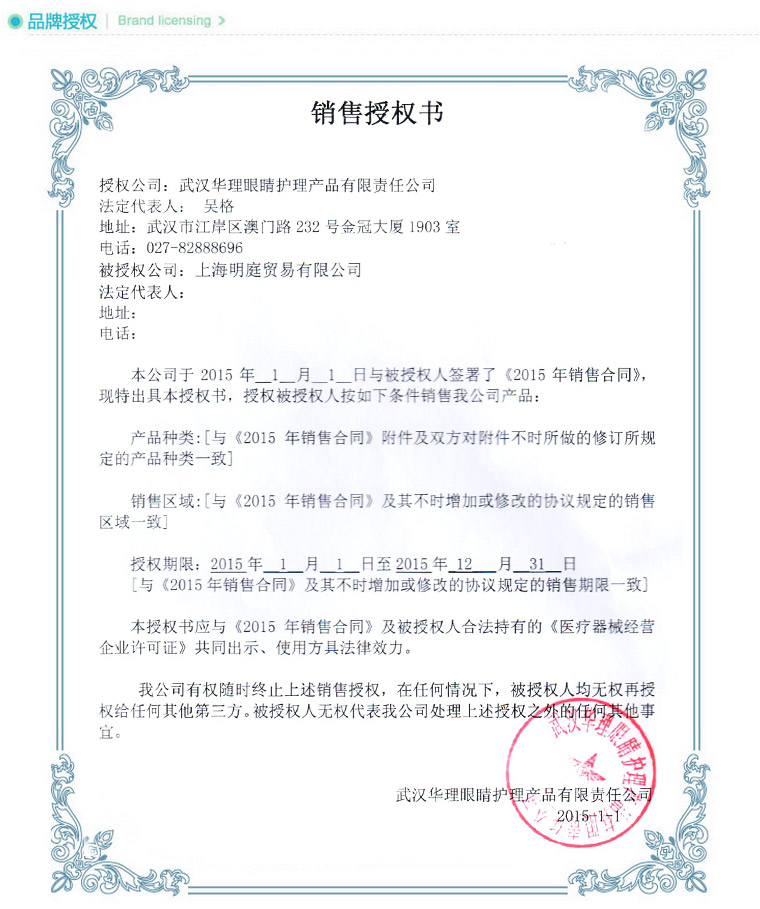 品牌授权 | Brand licensing >
销售授权书
授权公司：武汉华理眼睛护理产品有限责任公司
法定代表人： 吴格
地址：武汉市江岸区澳门路 232 号金冠大厦 1903 室
电话：027-82888696
被授权公司：上海明庭贸易有限公司
法定代表人：
地址：
电话：
本公司于 2015 年__1__月__1__日与被授权人签署了《2015 年销售合同》，
现特出具本授权书，授权被授权人按如下条件销售我公司产品：
产品种类:[与《2015 年销售合同》附件及双方对附件不时所做的修订所规
定的产品种类一致]
销售区域:[与《2015 年销售合同》及其不时增加或修改的协议规定的销售
区域一致]
授权期限：2015 年__1__月__1__日至 2015 年_12__月__31__日
[与《2015 年销售合同》及其不时增加或修改的协议规定的销售期限一致]
本授权书应与《2015 年销售合同》及被授权人合法持有的《医疗器械经营
企业许可证》共同出示、使用方具法律效力。
我公司有权随时终止上述销售授权，在任何情况下，被授权人均无权再授
权给任何其他第三方。被授权人无权代表我公司处理上述授权之外的任何其他事
宜。
武汉华理眼睛护理产品有限责任公司
2015-1-1
武汉华理眼睛护理产品有限责任公司